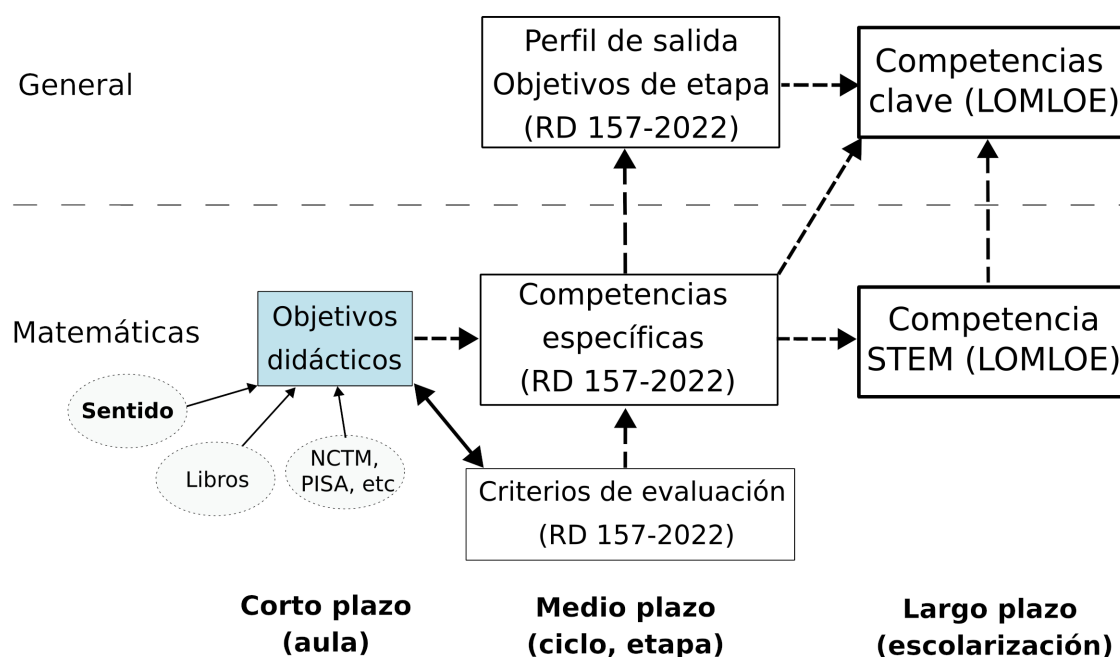 General
Perfil de salida
Objetivos de etapa
(RD 157-2022)
Competencias
clave (LOMLOE)
Matemáticas
Objetivos
didácticos
Competencias
específicas
(RD 157-2022)
Competencia
STEM (LOMLOE)
Sentido
Libros
NCTM,
PISA, etc
Criterios de evaluación
(RD 157-2022)
Corto plazo
(aula)
Medio plazo
(ciclo, etapa)
Largo plazo
(escolarización)